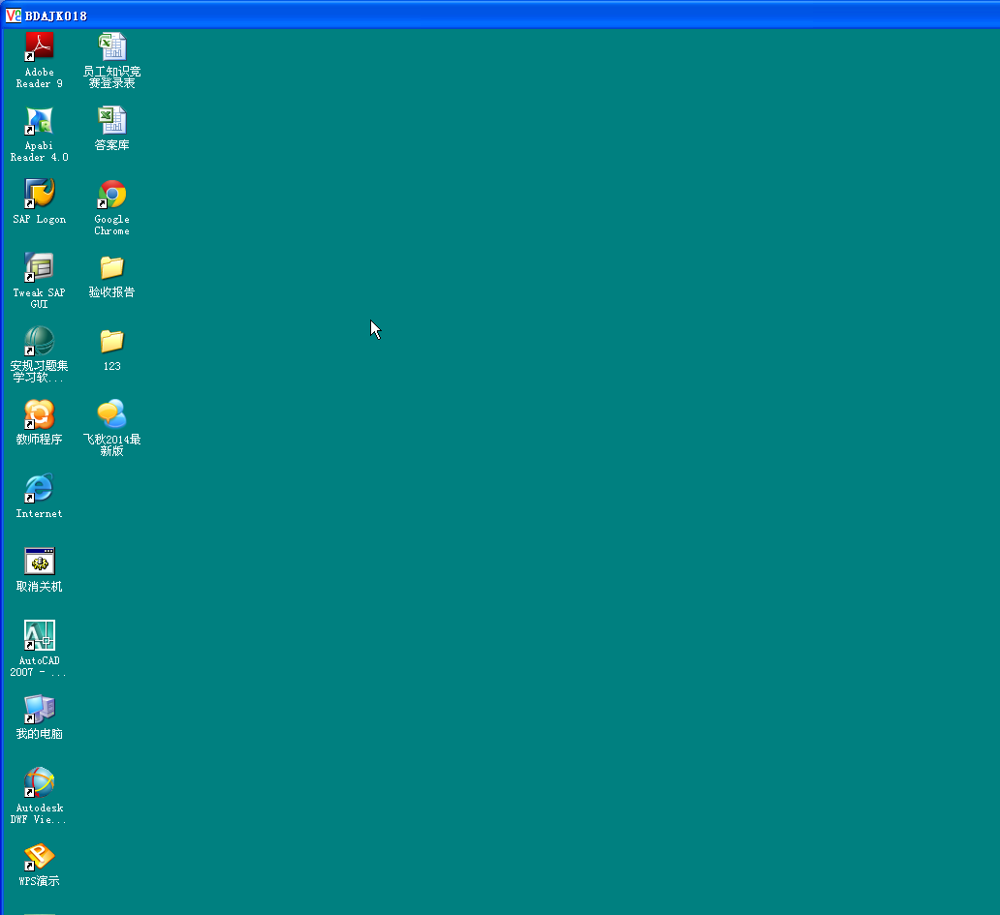 BDAJK018
Adobe
Reader 9
员工知识竞
赛登录表
Apabi
Reader 4.0
答案库
SAP Logon
Google
Chrome
Tweak SAP
GUI
验收报告
安规习题集
学习软...
123
教师程序
飞秋2014最
新版
Internet
取消关机
AutoCAD
2007 - ...
我的电脑
Autodesk
DWF Vie...
WPS演示